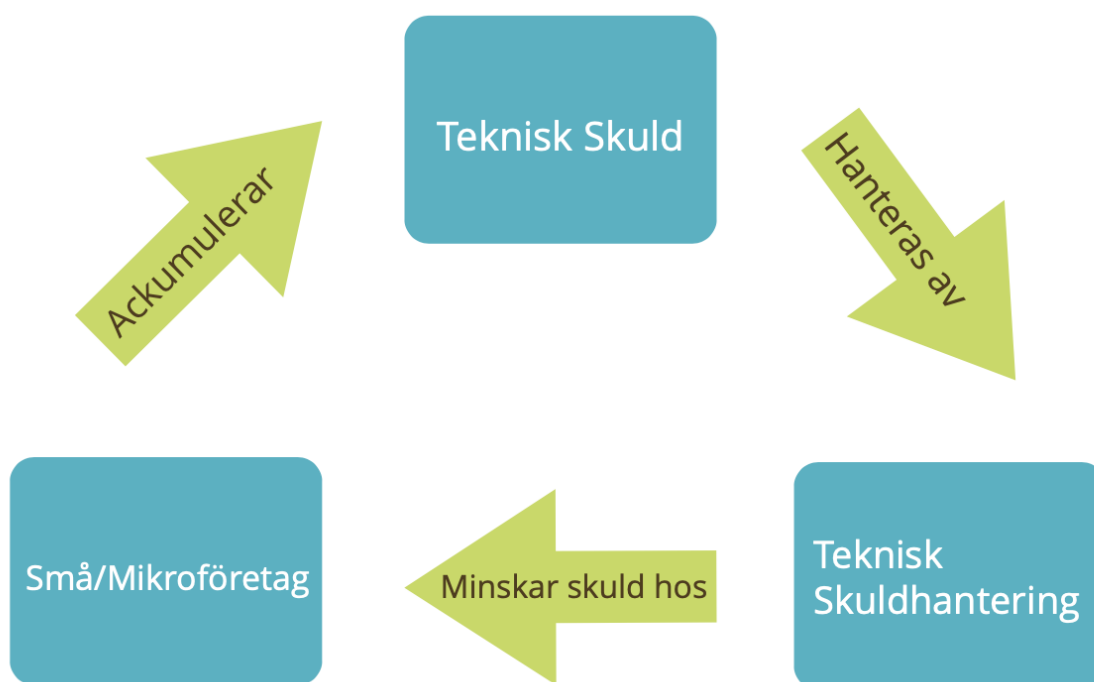 Teknisk Skuld
Hanteras av
Teknisk
Skuldhantering
Minskar skuld hos
Små/Mikroföretag
Ackumulerar